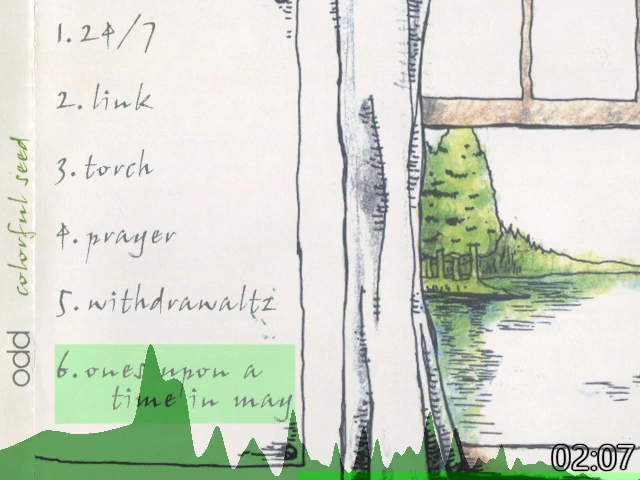 1. 24/7
2. link
3. torch
4. prayer
5. withdrawaltz
6. ones upon a
time in may
odd colorful seed
02:07